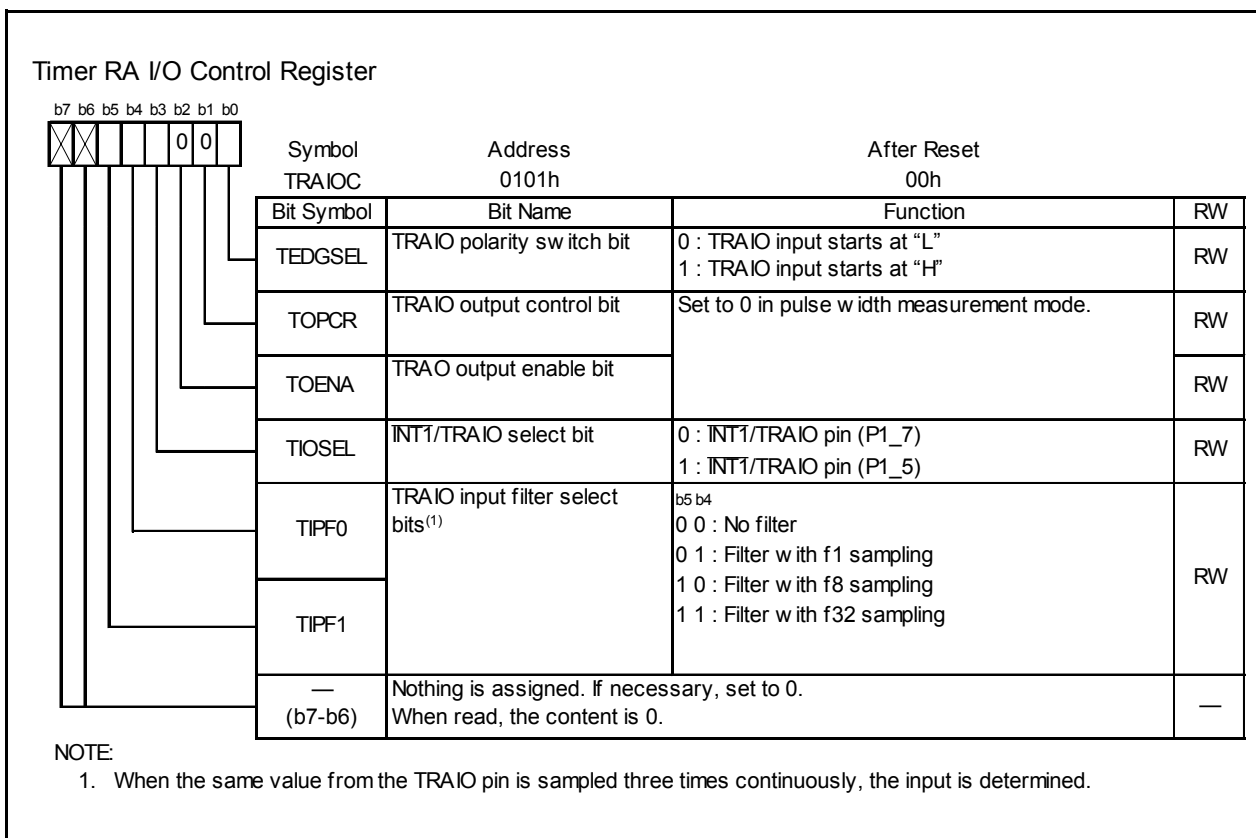 Timer RA I/O Control Register
b7 b6 b5 b4 b3 b2 b1 b0
0 0
Symbol Address After Reset
TRAIOC 0101h 00h
Bit Symbol Bit Name Function RW
TEDGSEL TRAIO polarity switch bit 0 : TRAIO input starts at “L” RW
1 : TRAIO input starts at “H”
TOPCR TRAIO output control bit Set to 0 in pulse width measurement mode. RW
TOENA TRAO output enable bit RW
TIOSEL INT1/TRAIO select bit 0 : INT1/TRAIO pin (P1_7) RW
1 : INT1/TRAIO pin (P1_5)
TIPF0 TRAIO input filter select b5 b4
bits(1) 0 0 : No filter
0 1 : Filter with f1 sampling
1 0 : Filter with f8 sampling RW
TIPF1 1 1 : Filter with f32 sampling
— Nothing is assigned. If necessary, set to 0. —
(b7-b6) When read, the content is 0.
NOTE:
1. When the same value from the TRAIO pin is sampled three times continuously, the input is determined.